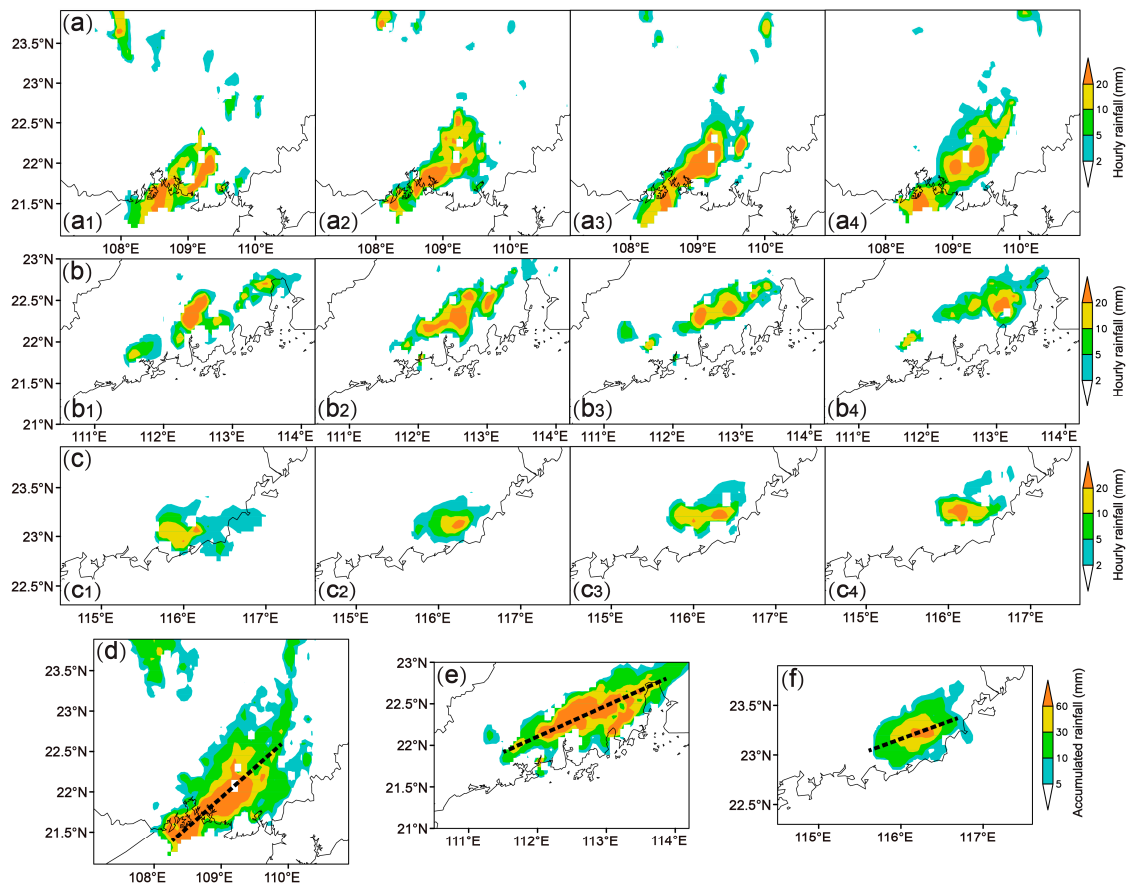 (a)
23.5°N
23°N
22.5°N
22°N
21.5°N
(a1) (a2) (a3) (a4)
108°E 109°E 110°E 108°E 109°E 110°E 108°E 109°E 110°E 108°E 109°E 110°E
20
10
5
2
Hourly rainfall (mm)
(b)
23°N
22.5°N
22°N
21.5°N
21°N
(b1) (b2) (b3) (b4)
111°E 112°E 113°E 114°E 111°E 112°E 113°E 114°E 111°E 112°E 113°E 114°E 111°E 112°E 113°E 114°E
20
10
5
2
Hourly rainfall (mm)
(c)
23.5°N
23°N
22.5°N
(c1) (c2) (c3) (c4)
115°E 116°E 117°E 115°E 116°E 117°E 115°E 116°E 117°E 115°E 116°E 117°E
20
10
5
2
Hourly rainfall (mm)
(d)
23.5°N
23°N
22.5°N
22°N
21.5°N
108°E 109°E 110°E
(e)
23°N
22.5°N
22°N
21.5°N
21°N
111°E 112°E 113°E 114°E
(f)
23.5°N
23°N
22.5°N
115°E 116°E 117°E
60
30
10
5
Accumulated rainfall (mm)